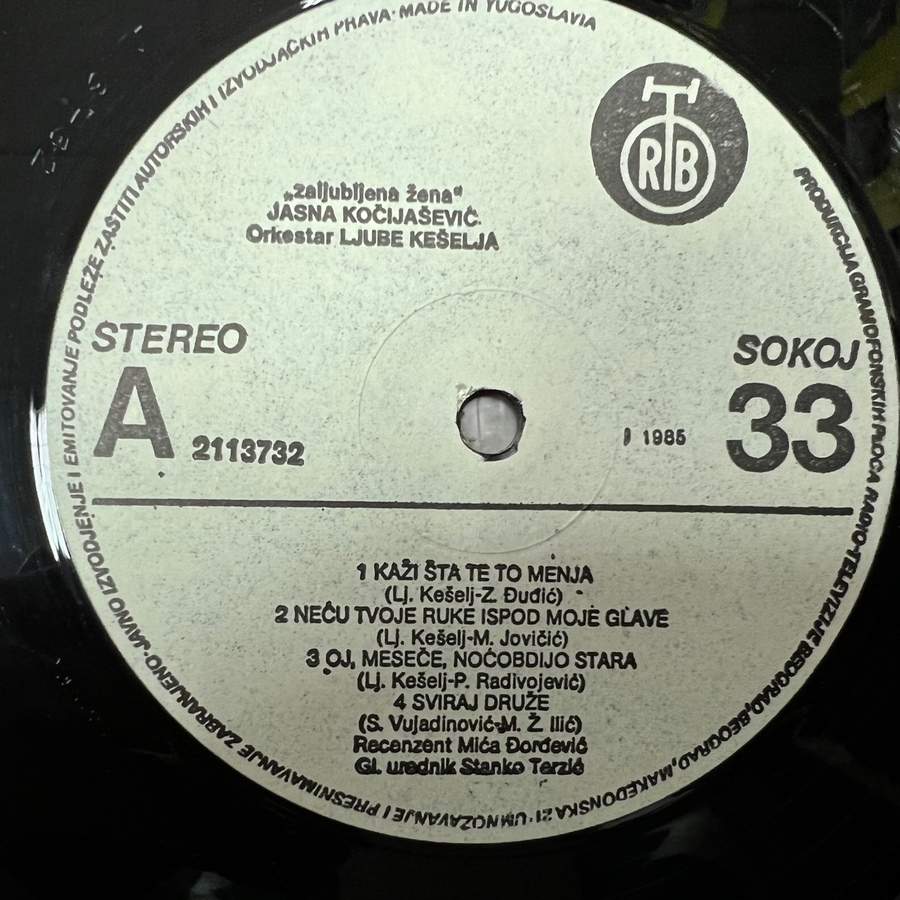 PRODUKCIJA GRAMOFONSKIH PLOČA RADIO-TELEVIZIJE BEOGRAD, BEOGRAD, MAKEDONSKA 21 · UMNOŽAVANJE I PRESNIMAVANJE ZABRANJENO · JAVNO IZVODJENJE I EMITOVANJE PODLEŽE ZAŠTITI AUTORSKIH I IZVODJAČKIH PRAVA · MADE IN YUGOSLAVIA
RTB
„zaljubljena žena"
JASNA KOČIJAŠEVIĆ
Orkestar LJUBE KEŠELJA
STEREO
SOKOJ
A
2113732
1985
33
1 KAŽI ŠTA TE TO MENJA
(Lj. Kešelj-Z. Đuđić)
2 NEĆU TVOJE RUKE ISPOD MOJE GLAVE
(Lj. Kešelj-M. Jovičić)
3 OJ, MESEČE, NOĆOBDIJO STARA
(Lj. Kešelj-P. Radivojević)
4 SVIRAJ DRUŽE
(S. Vujadinović-M. Ž. Ilić)
Recenzent Mića Đorđević
Gl. urednik Stanko Terzić